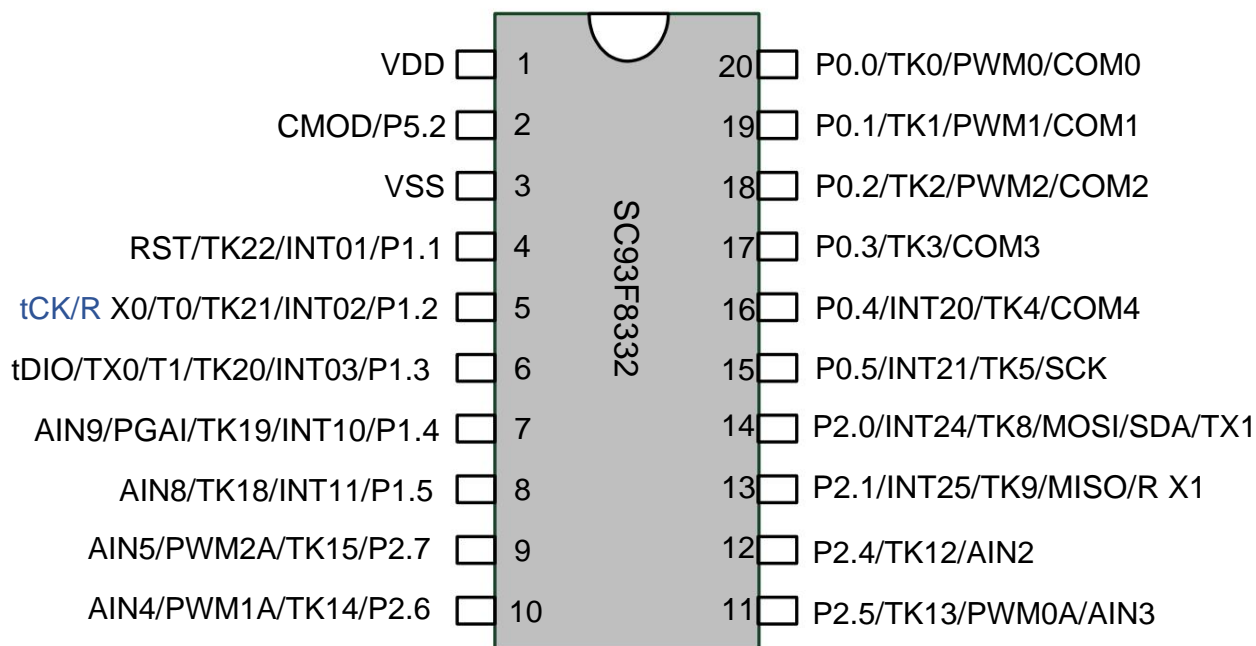 VDD 1 20 P0.0/TK0/PWM0/COM0
CMOD/P5.2 2 19 P0.1/TK1/PWM1/COM1
VSS 3 18 P0.2/TK2/PWM2/COM2
RST/TK22/INT01/P1.1 4 17 P0.3/TK3/COM3
tCK/R X0/T0/TK21/INT02/P1.2 5 16 P0.4/INT20/TK4/COM4
tDIO/TX0/T1/TK20/INT03/P1.3 6 15 P0.5/INT21/TK5/SCK
AIN9/PGAI/TK19/INT10/P1.4 7 14 P2.0/INT24/TK8/MOSI/SDA/TX1
AIN8/TK18/INT11/P1.5 8 13 P2.1/INT25/TK9/MISO/R X1
AIN5/PWM2A/TK15/P2.7 9 12 P2.4/TK12/AIN2
AIN4/PWM1A/TK14/P2.6 10 11 P2.5/TK13/PWM0A/AIN3
SC93F8332